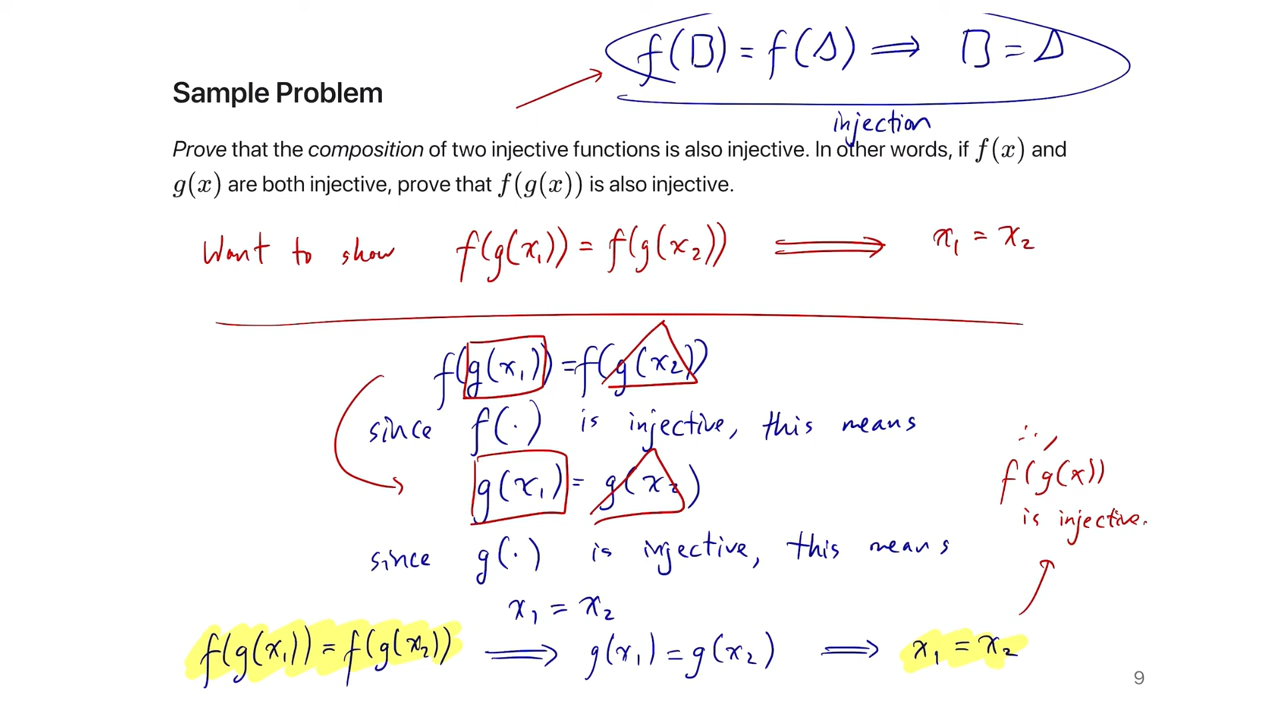 f(□) = f(△) ⟹ □ = △
injection
Sample Problem
Prove that the composition of two injective functions is also injective. In other words, if f(x) and
g(x) are both injective, prove that f(g(x)) is also injective.
Want to show f(g(x₁)) = f(g(x₂)) ⟹ x₁ = x₂
f(g(x₁)) = f(g(x₂))
since f(·) is injective, this means
g(x₁) = g(x₂)
since g(·) is injective, this means
x₁ = x₂
f(g(x₁)) = f(g(x₂)) ⟹ g(x₁) = g(x₂) ⟹ x₁ = x₂
∴,
f(g(x))
is injective.
9